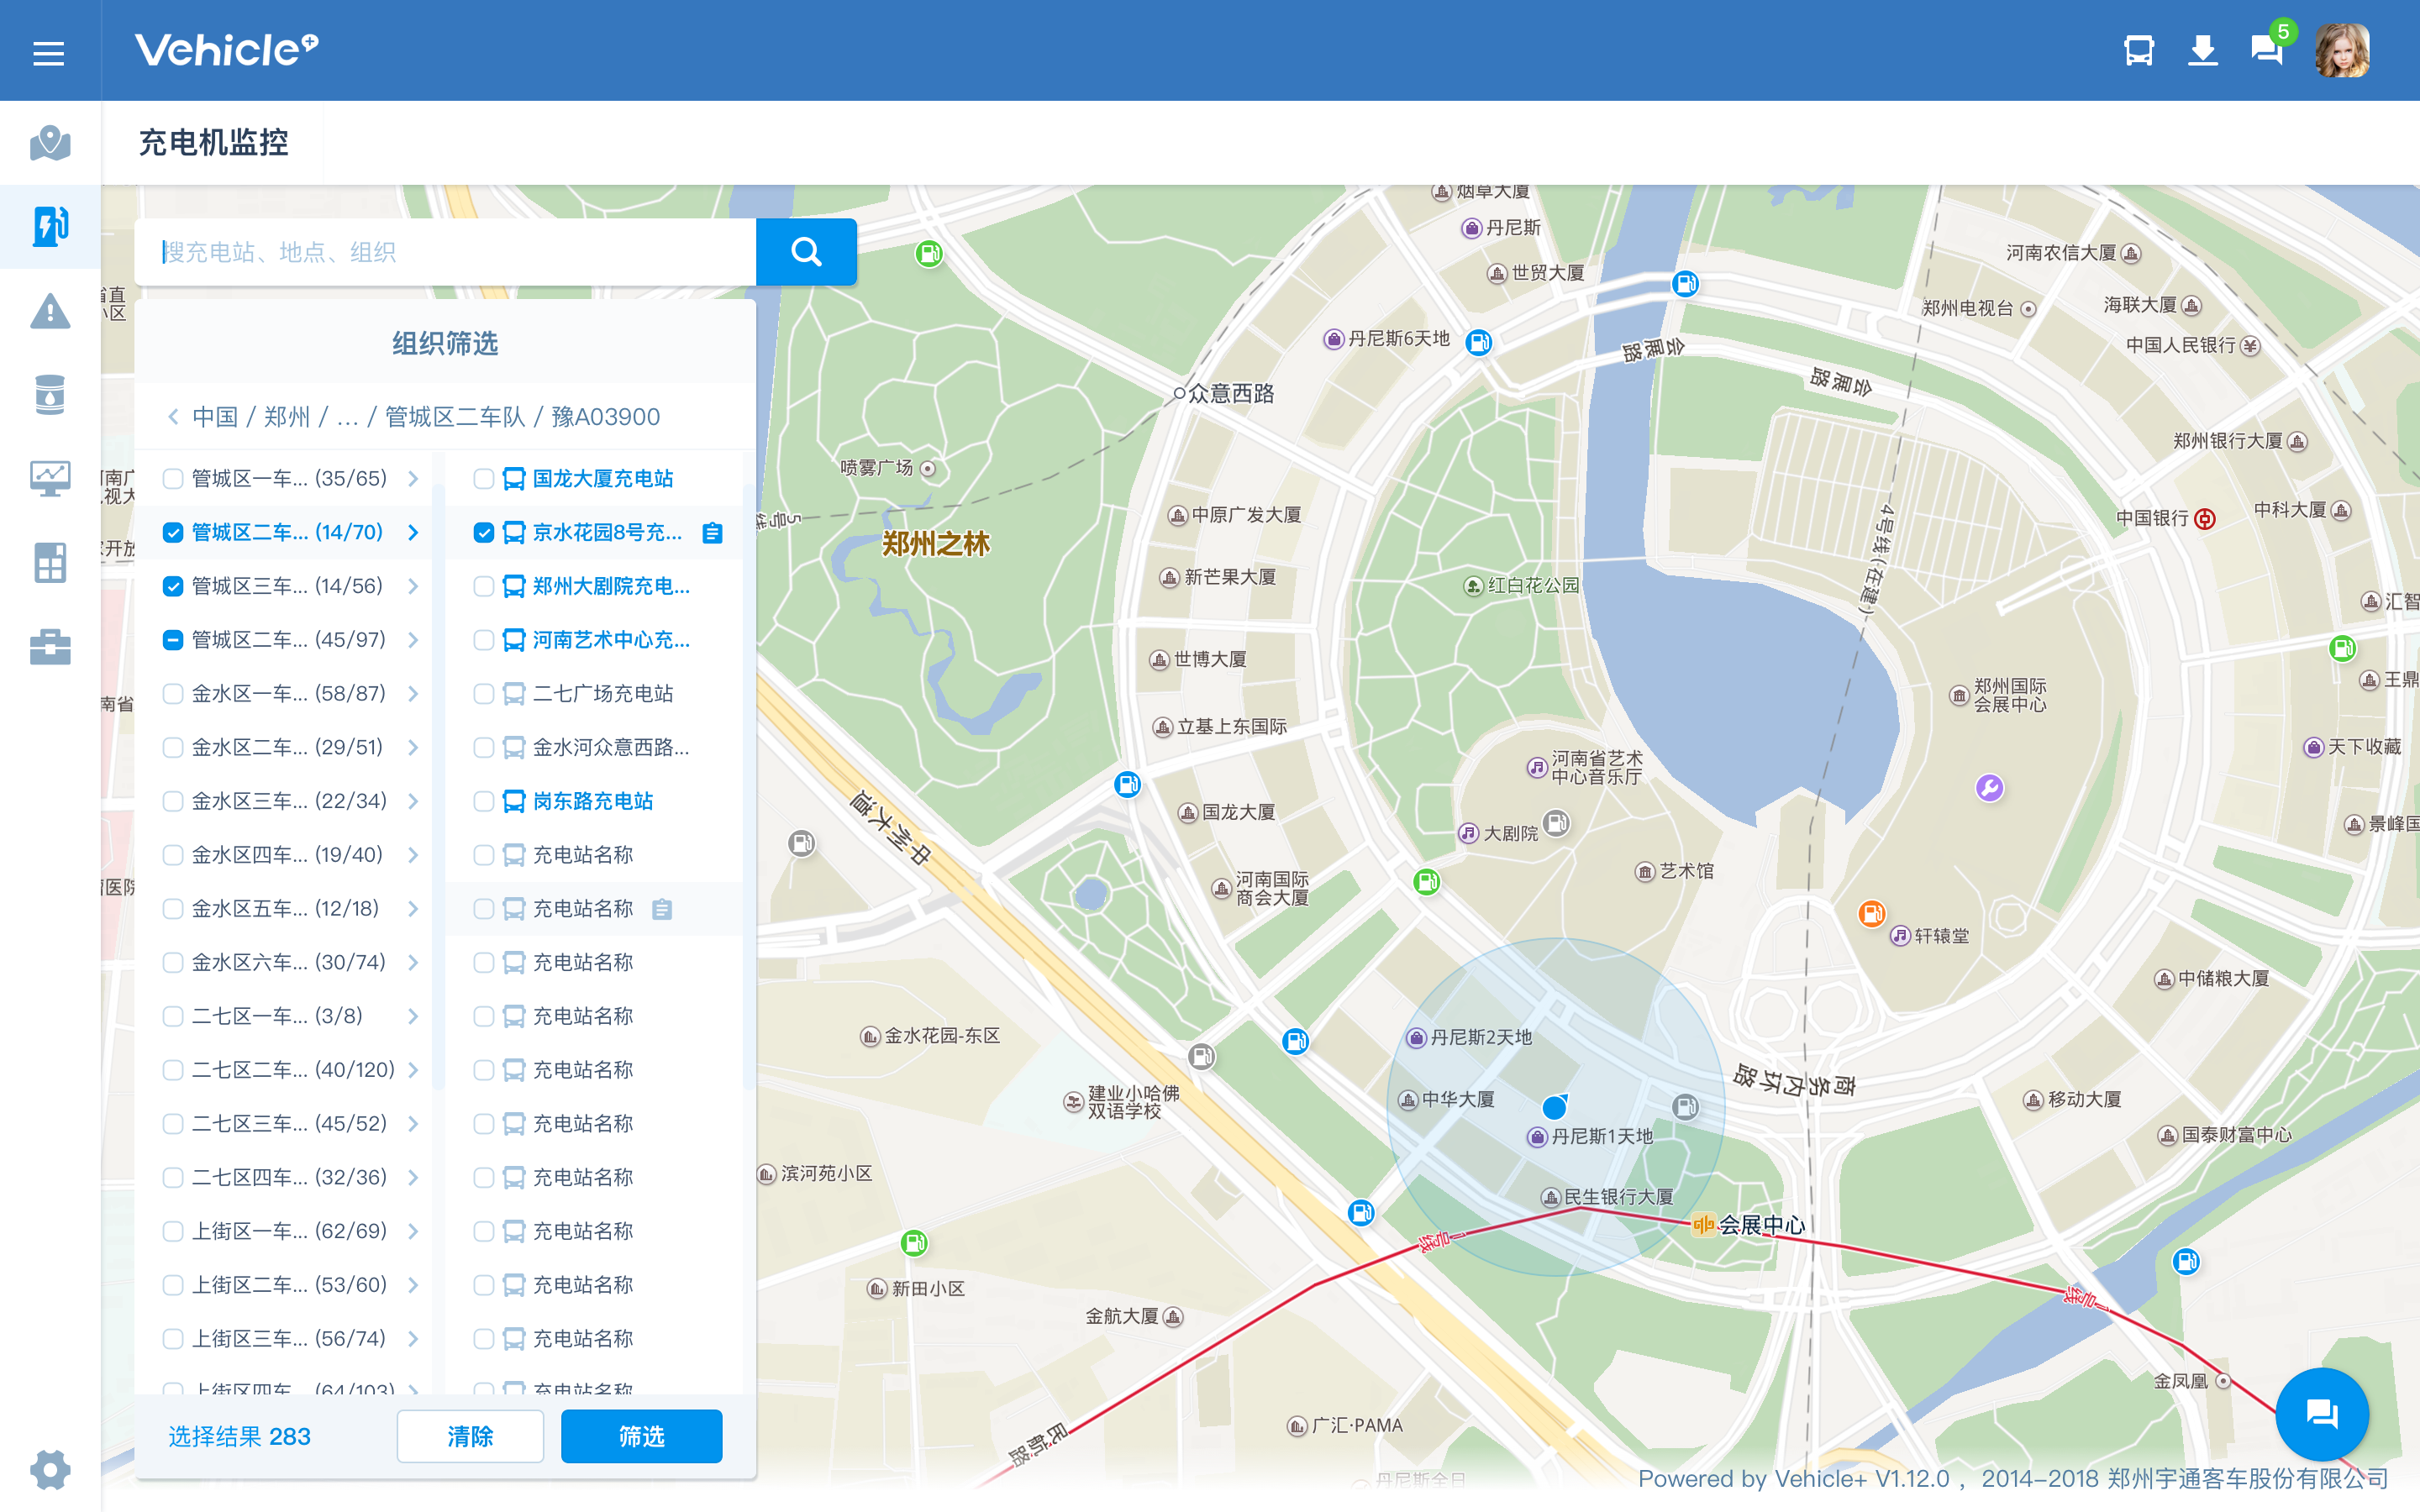 Vehicle+
5
充电机监控
搜充电站、地点、组织
组织筛选
中国 / 郑州 / ... / 管城区二车队 / 豫A03900
管城区一车... (35/65)
管城区二车... (14/70)
管城区三车... (14/56)
管城区二车... (45/97)
金水区一车... (58/87)
金水区二车... (29/51)
金水区三车... (22/34)
金水区四车... (19/40)
金水区五车... (12/18)
金水区六车... (30/74)
二七区一车... (3/8)
二七区二车... (40/120)
二七区三车... (45/52)
二七区四车... (32/36)
上街区一车... (62/69)
上街区二车... (53/60)
上街区三车... (56/74)
上街区四车... (64/103)
国龙大厦充电站
京水花园8号充...
郑州大剧院充电...
河南艺术中心充...
二七广场充电站
金水河众意西路...
岗东路充电站
充电站名称
充电站名称
充电站名称
充电站名称
充电站名称
充电站名称
充电站名称
充电站名称
充电站名称
充电站名称
充电站名称
选择结果 283
清除
筛选
烟草大厦
丹尼斯
世贸大厦
河南农信大厦
郑州电视台
海联大厦
中国人民银行
丹尼斯6天地
会展路
会展路
众意西路
郑州银行大厦
喷雾广场
中原广发大厦
5号线
4号线(在建)
中国银行
中科大厦
郑州之林
新芒果大厦
红白花公园
汇智
世博大厦
王鼎
郑州国际
会展中心
立基上东国际
天下收藏
河南省艺术
中心音乐厅
中州大道
国龙大厦
大剧院
景峰国
艺术馆
河南国际
商会大厦
轩辕堂
中储粮大厦
金水花园-东区
丹尼斯2天地
商务内环路
建业小哈佛
双语学校
中华大厦
移动大厦
丹尼斯1天地
国泰财富中心
滨河苑小区
民生银行大厦
会展中心
1号线
新田小区
1号线
金航大厦
金凤凰
广汇·PAMA
民航路
丹尼斯全日
Powered by Vehicle+ V1.12.0 ， 2014-2018 郑州宇通客车股份有限公司